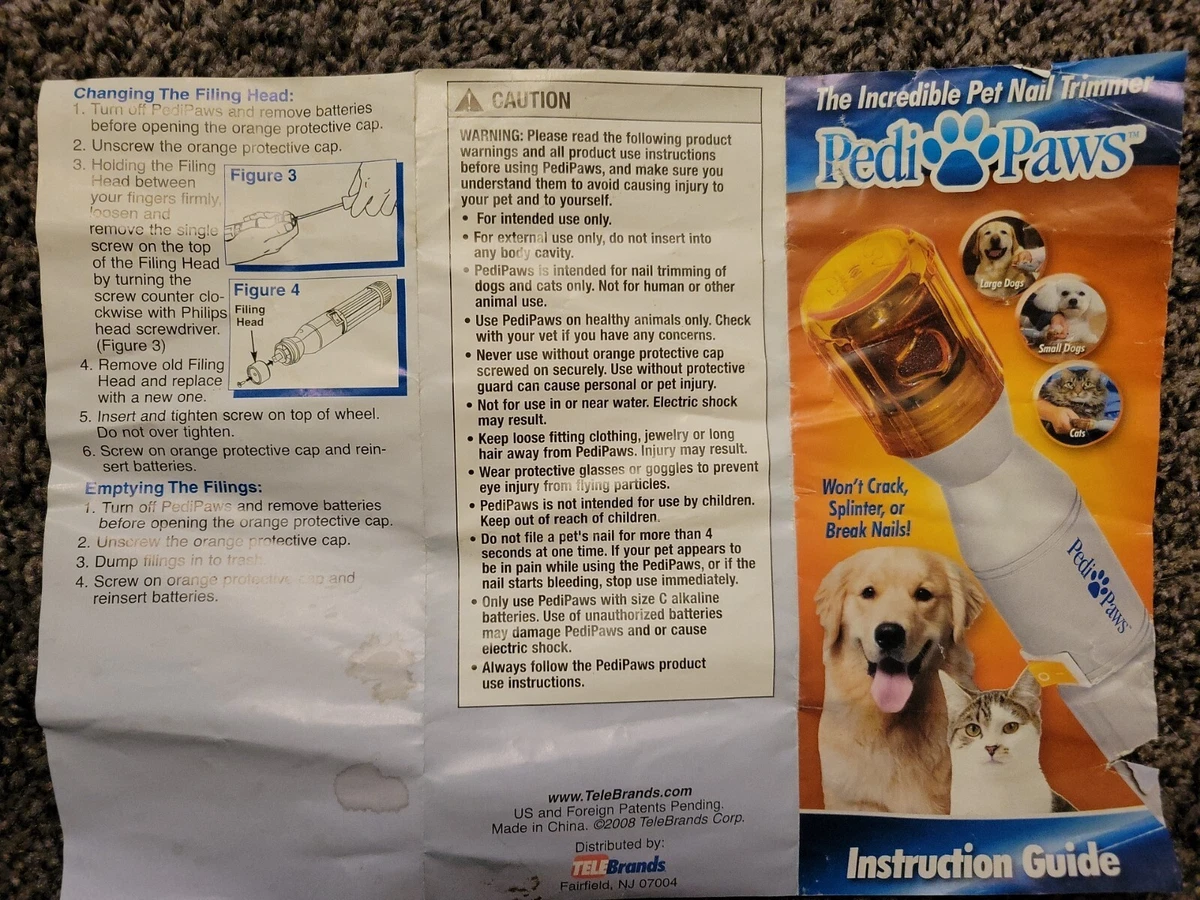 Changing The Filing Head:
1. Turn off PediPaws and remove batteries
before opening the orange protective cap.
2. Unscrew the orange protective cap.
3. Holding the Filing
Head between
your fingers firmly,
loosen and
remove the single
screw on the top
of the Filing Head
by turning the
screw counter clo-
ckwise with Philips
head screwdriver.
(Figure 3)
Figure 3
Figure 4
Filing
Head
4. Remove old Filing
Head and replace
with a new one.
5. Insert and tighten screw on top of wheel.
Do not over tighten.
6. Screw on orange protective cap and rein-
sert batteries.
Emptying The Filings:
1. Turn off PediPaws and remove batteries
before opening the orange protective cap.
2. Unscrew the orange protective cap.
3. Dump filings in to trash.
4. Screw on orange protective cap and
reinsert batteries.
CAUTION
WARNING: Please read the following product
warnings and all product use instructions
before using PediPaws, and make sure you
understand them to avoid causing injury to
your pet and to yourself.
• For intended use only.
• For external use only, do not insert into
any body cavity.
• PediPaws is intended for nail trimming of
dogs and cats only. Not for human or other
animal use.
• Use PediPaws on healthy animals only. Check
with your vet if you have any concerns.
• Never use without orange protective cap
screwed on securely. Use without protective
guard can cause personal or pet injury.
• Not for use in or near water. Electric shock
may result.
• Keep loose fitting clothing, jewelry or long
hair away from PediPaws. Injury may result.
• Wear protective glasses or goggles to prevent
eye injury from flying particles.
• PediPaws is not intended for use by children.
Keep out of reach of children.
• Do not file a pet's nail for more than 4
seconds at one time. If your pet appears to
be in pain while using the PediPaws, or if the
nail starts bleeding, stop use immediately.
• Only use PediPaws with size C alkaline
batteries. Use of unauthorized batteries
may damage PediPaws and or cause
electric shock.
• Always follow the PediPaws product
use instructions.
www.TeleBrands.com
US and Foreign Patents Pending.
Made in China. ©2008 TeleBrands Corp.
Distributed by:
TELEBrands
Fairfield, NJ 07004
The Incredible Pet Nail Trimmer
Pedi Paws™
Large Dogs
Small Dogs
Cats
Won't Crack,
Splinter, or
Break Nails!
Pedi Paws™
Instruction Guide